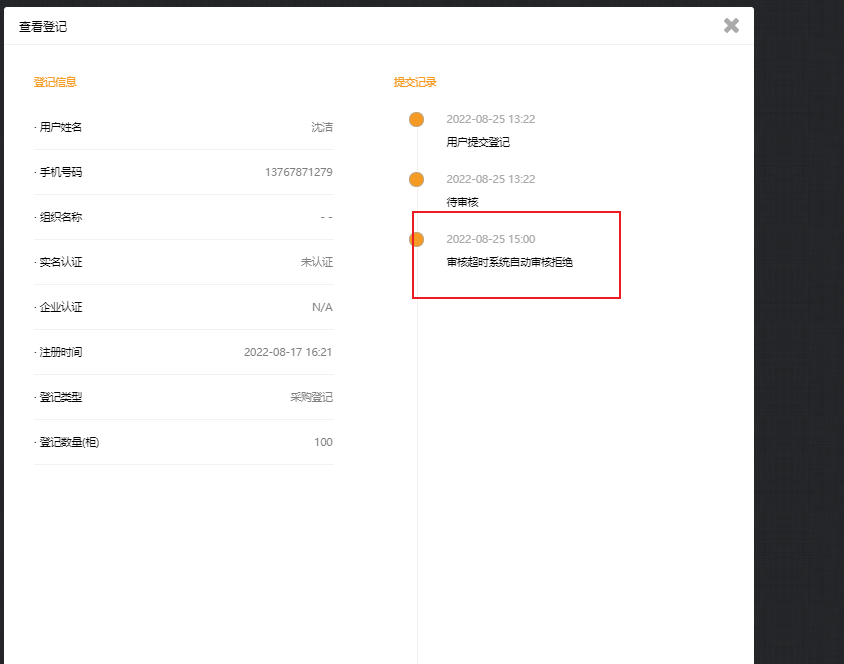 查看登记
登记信息
· 用户姓名 沈洁
· 手机号码 13767871279
· 组织名称 - -
· 实名认证 未认证
· 企业认证 N/A
· 注册时间 2022-08-17 16:21
· 登记类型 采购登记
· 登记数量(柜) 100
提交记录
2022-08-25 13:22
用户提交登记
2022-08-25 13:22
待审核
2022-08-25 15:00
审核超时系统自动审核拒绝